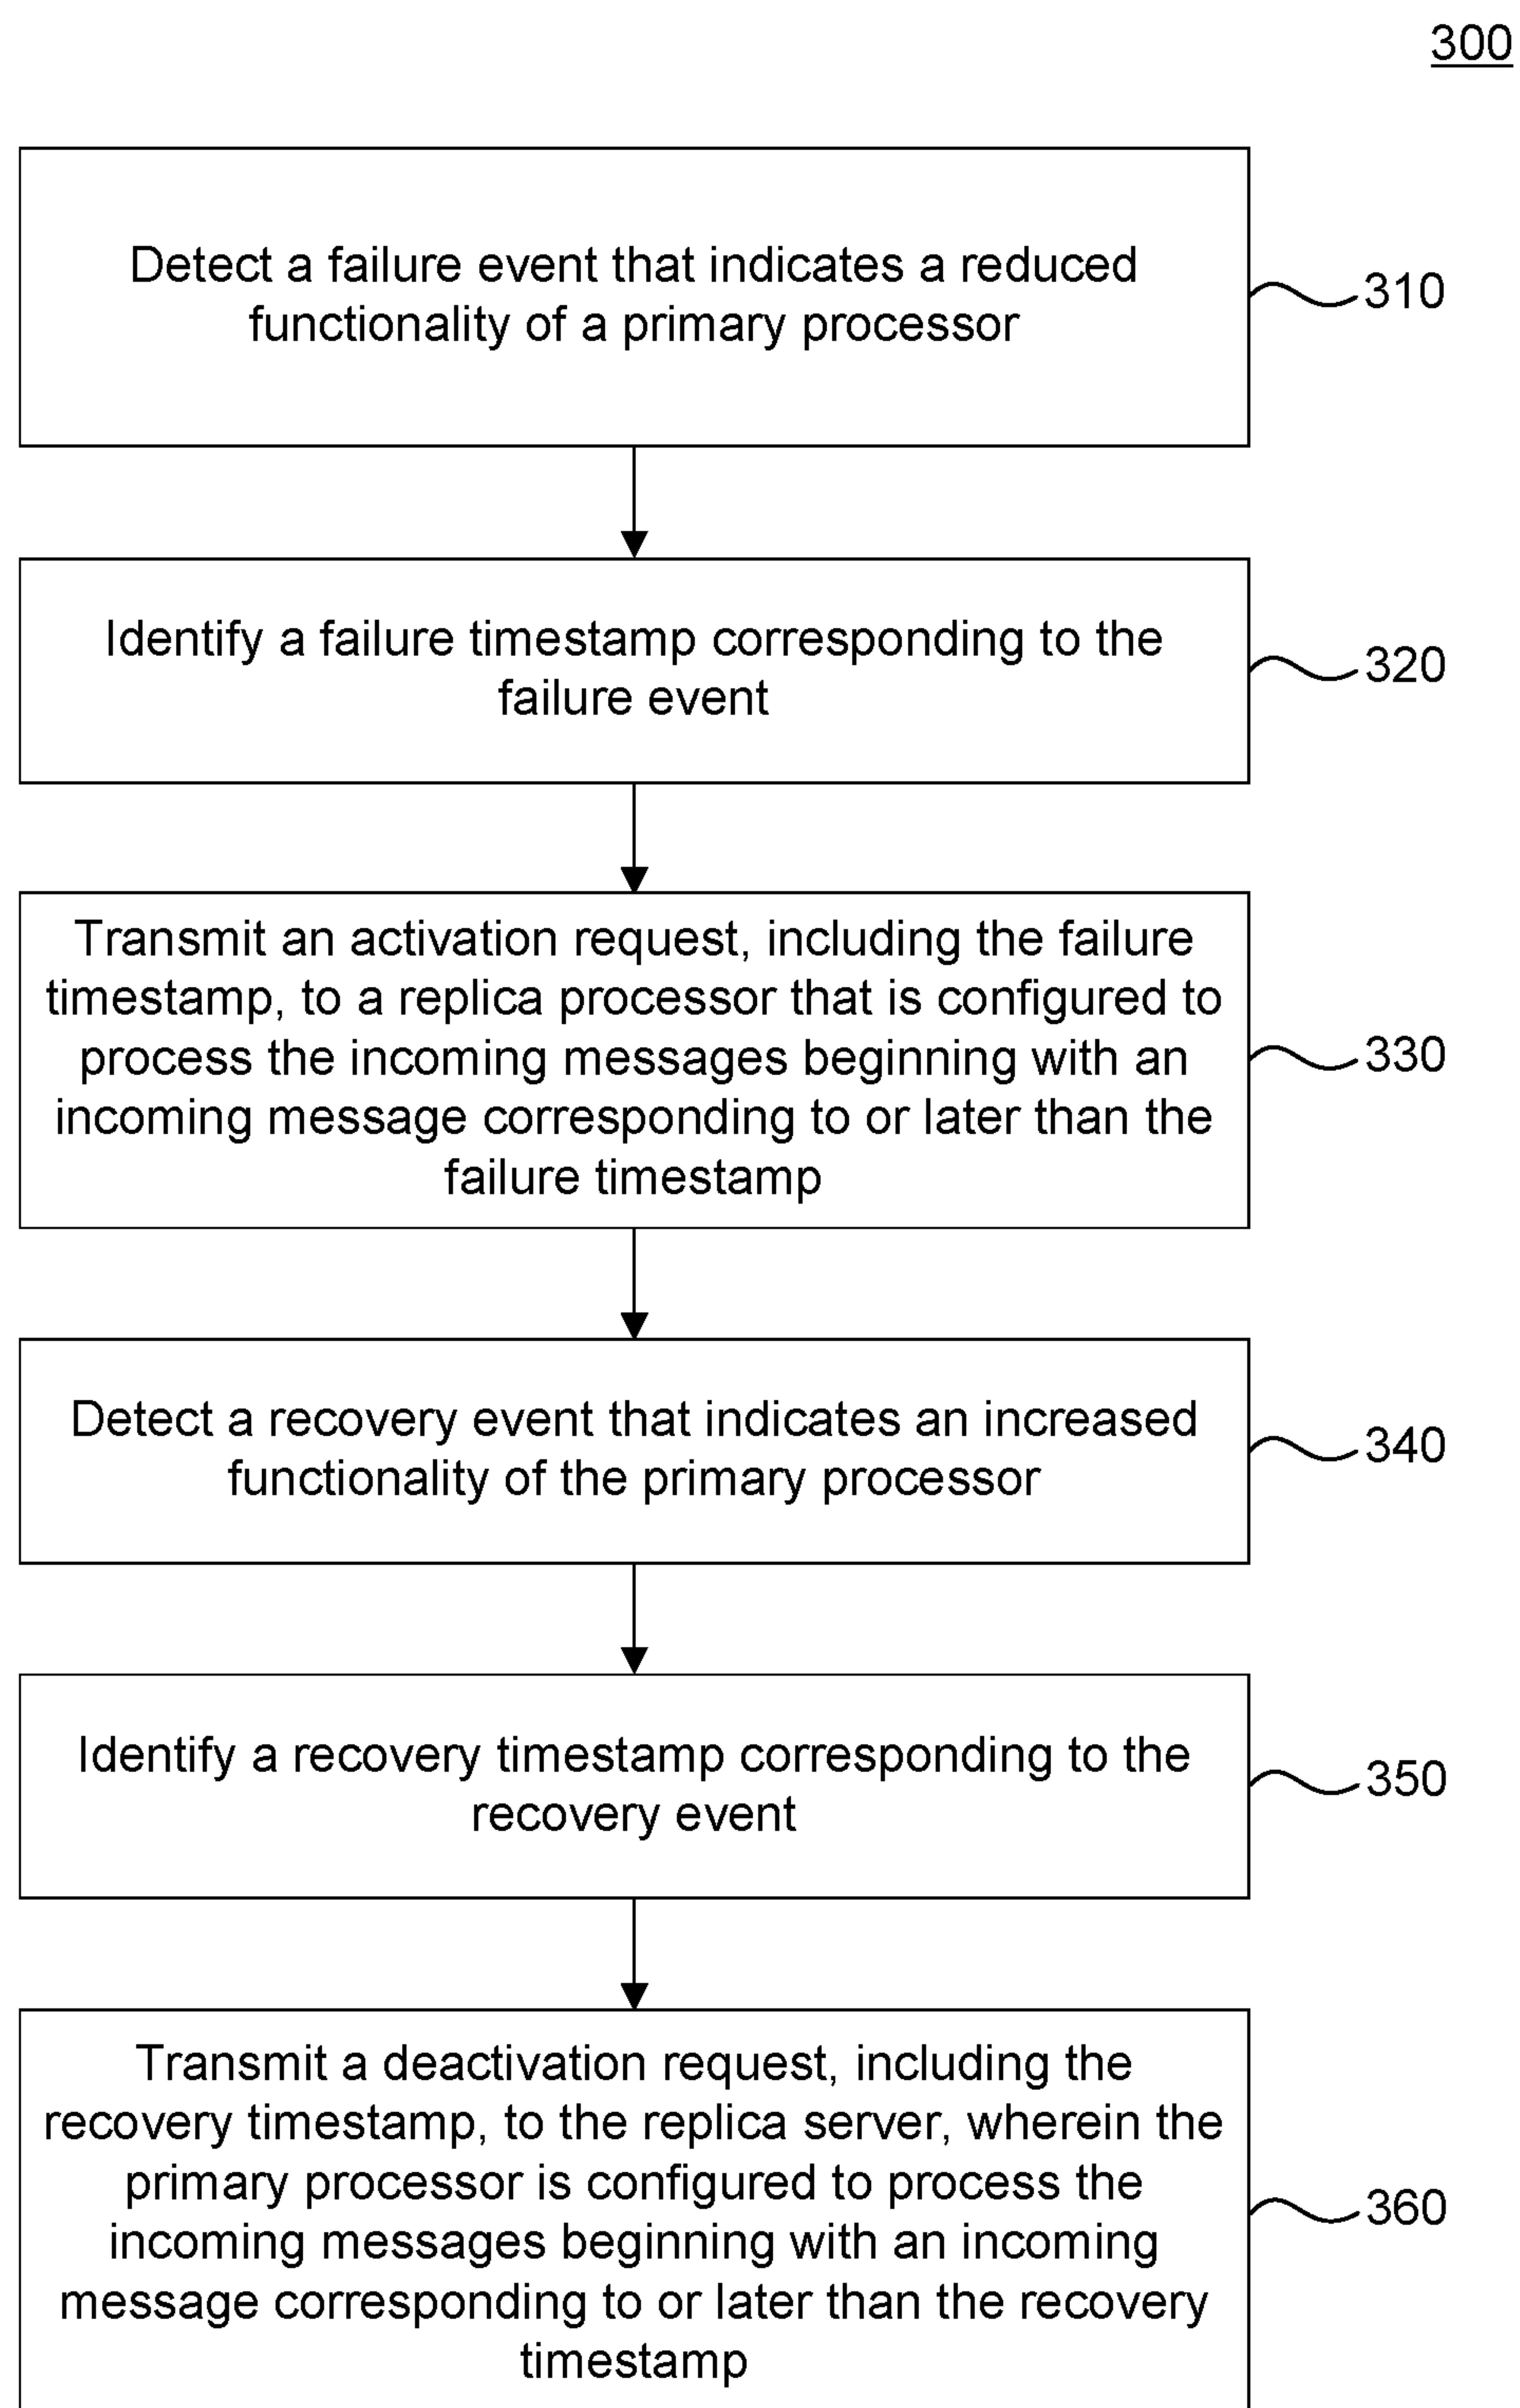 300
Detect a failure event that indicates a reduced
functionality of a primary processor
310
Identify a failure timestamp corresponding to the
failure event
320
Transmit an activation request, including the failure
timestamp, to a replica processor that is configured to
process the incoming messages beginning with an
incoming message corresponding to or later than the
failure timestamp
330
Detect a recovery event that indicates an increased
functionality of the primary processor
340
Identify a recovery timestamp corresponding to the
recovery event
350
Transmit a deactivation request, including the
recovery timestamp, to the replica server, wherein the
primary processor is configured to process the
incoming messages beginning with an incoming
message corresponding to or later than the recovery
timestamp
360